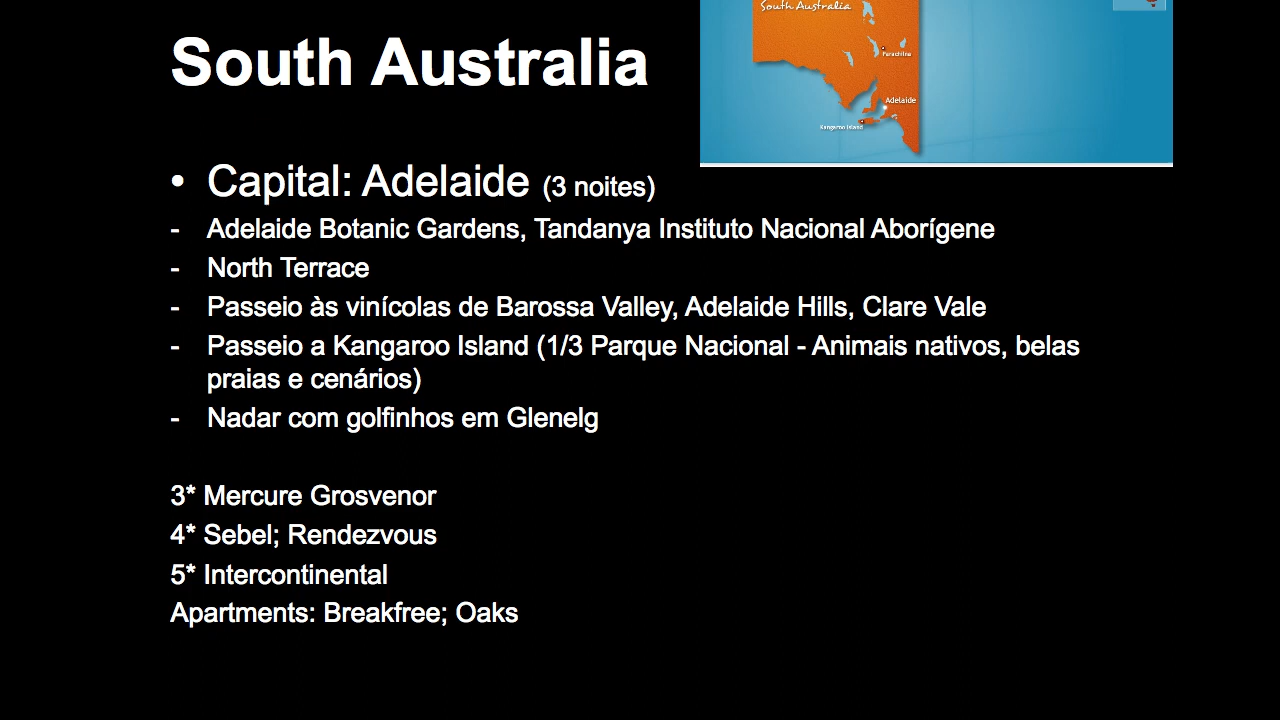 South Australia
South Australia
Parachilna
Adelaide
Kangaroo Island
• Capital: Adelaide (3 noites)
- Adelaide Botanic Gardens, Tandanya Instituto Nacional Aborígene
- North Terrace
- Passeio às vinícolas de Barossa Valley, Adelaide Hills, Clare Vale
- Passeio a Kangaroo Island (1/3 Parque Nacional - Animais nativos, belas
praias e cenários)
- Nadar com golfinhos em Glenelg
3* Mercure Grosvenor
4* Sebel; Rendezvous
5* Intercontinental
Apartments: Breakfree; Oaks